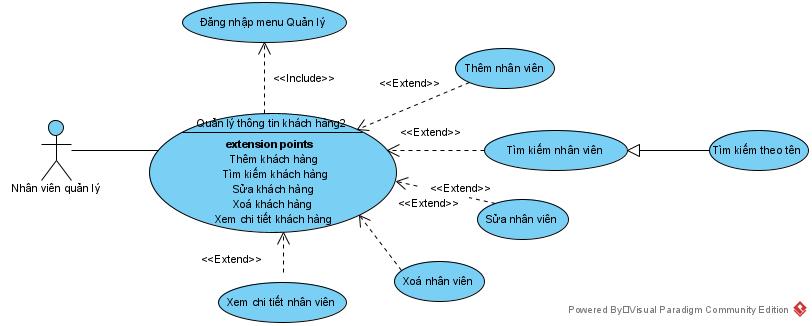 Đăng nhập menu Quản lý
<<Include>>
Thêm nhân viên
<<Extend>>
Quản lý thông tin khách hàng2
extension points
Thêm khách hàng
Tìm kiếm khách hàng
Sửa khách hàng
Xoá khách hàng
Xem chi tiết khách hàng
<<Extend>>
Tìm kiếm nhân viên
Tìm kiếm theo tên
Nhân viên quản lý
<<Extend>>
<<Extend>>
Sửa nhân viên
<<Extend>>
Xoá nhân viên
Xem chi tiết nhân viên
Powered By Visual Paradigm Community Edition